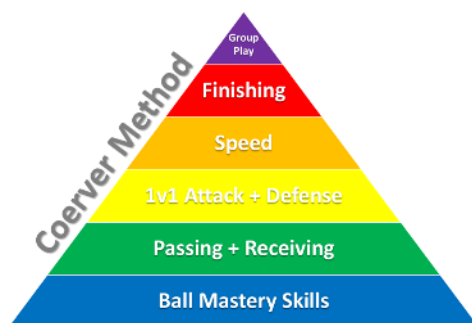 Group
Play
Finishing
Speed
1v1 Attack + Defense
Passing + Receiving
Ball Mastery Skills
Coerver Method